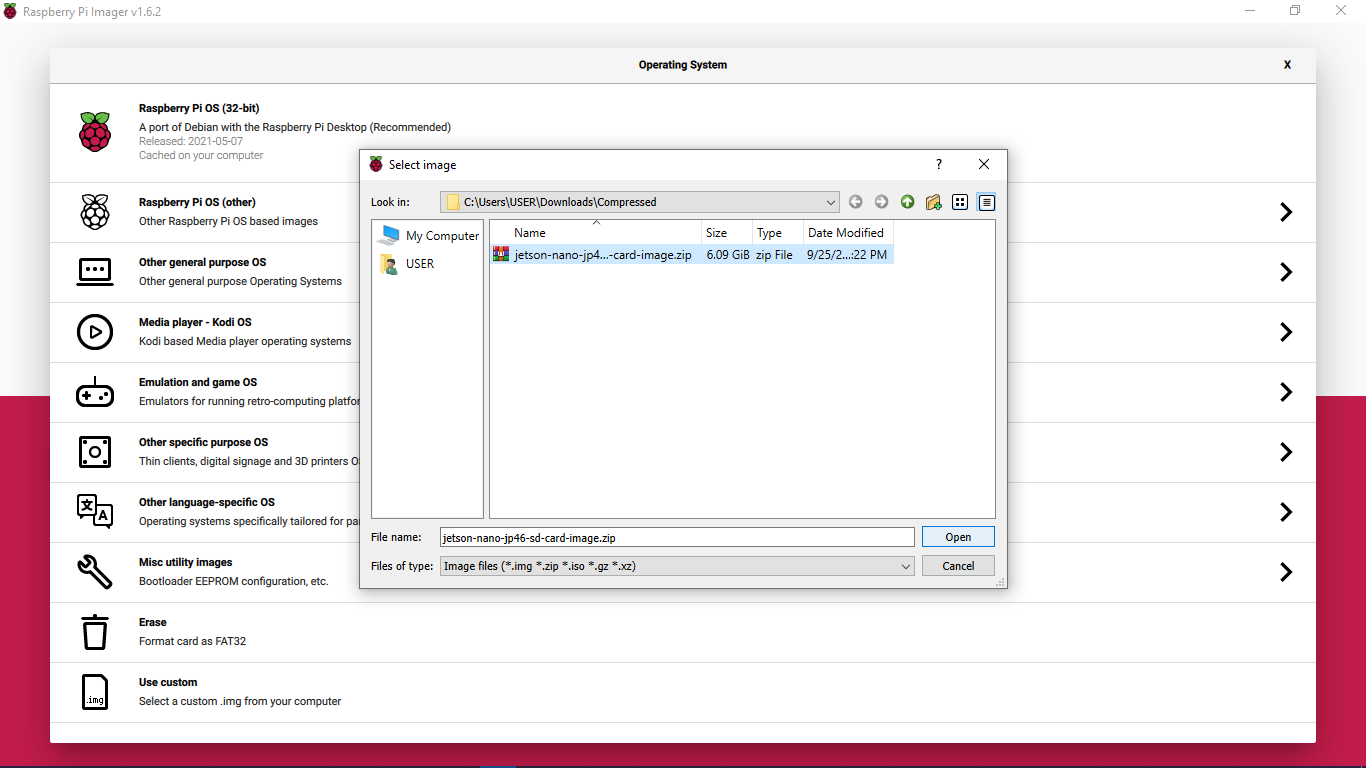 Raspberry Pi Imager v1.6.2
Operating System
X
Raspberry Pi OS (32-bit)
A port of Debian with the Raspberry Pi Desktop (Recommended)
Released: 2021-05-07
Cached on your computer
Raspberry Pi OS (other)
Other Raspberry Pi OS based images
Other general purpose OS
Other general purpose Operating Systems
Media player - Kodi OS
Kodi based Media player operating systems
Emulation and game OS
Emulators for running retro-computing platfor
Other specific purpose OS
Thin clients, digital signage and 3D printers O
Other language-specific OS
Operating systems specifically tailored for pa
Misc utility images
Bootloader EEPROM configuration, etc.
Erase
Format card as FAT32
.img
Use custom
Select a custom .img from your computer
Select image
?
Look in:
C:\Users\USER\Downloads\Compressed
My Computer
USER
Name Size Type Date Modified
jetson-nano-jp4...-card-image.zip 6.09 GiB zip File 9/25/2...:22 PM
File name:
jetson-nano-jp46-sd-card-image.zip
Open
Files of type:
Image files (*.img *.zip *.iso *.gz *.xz)
Cancel